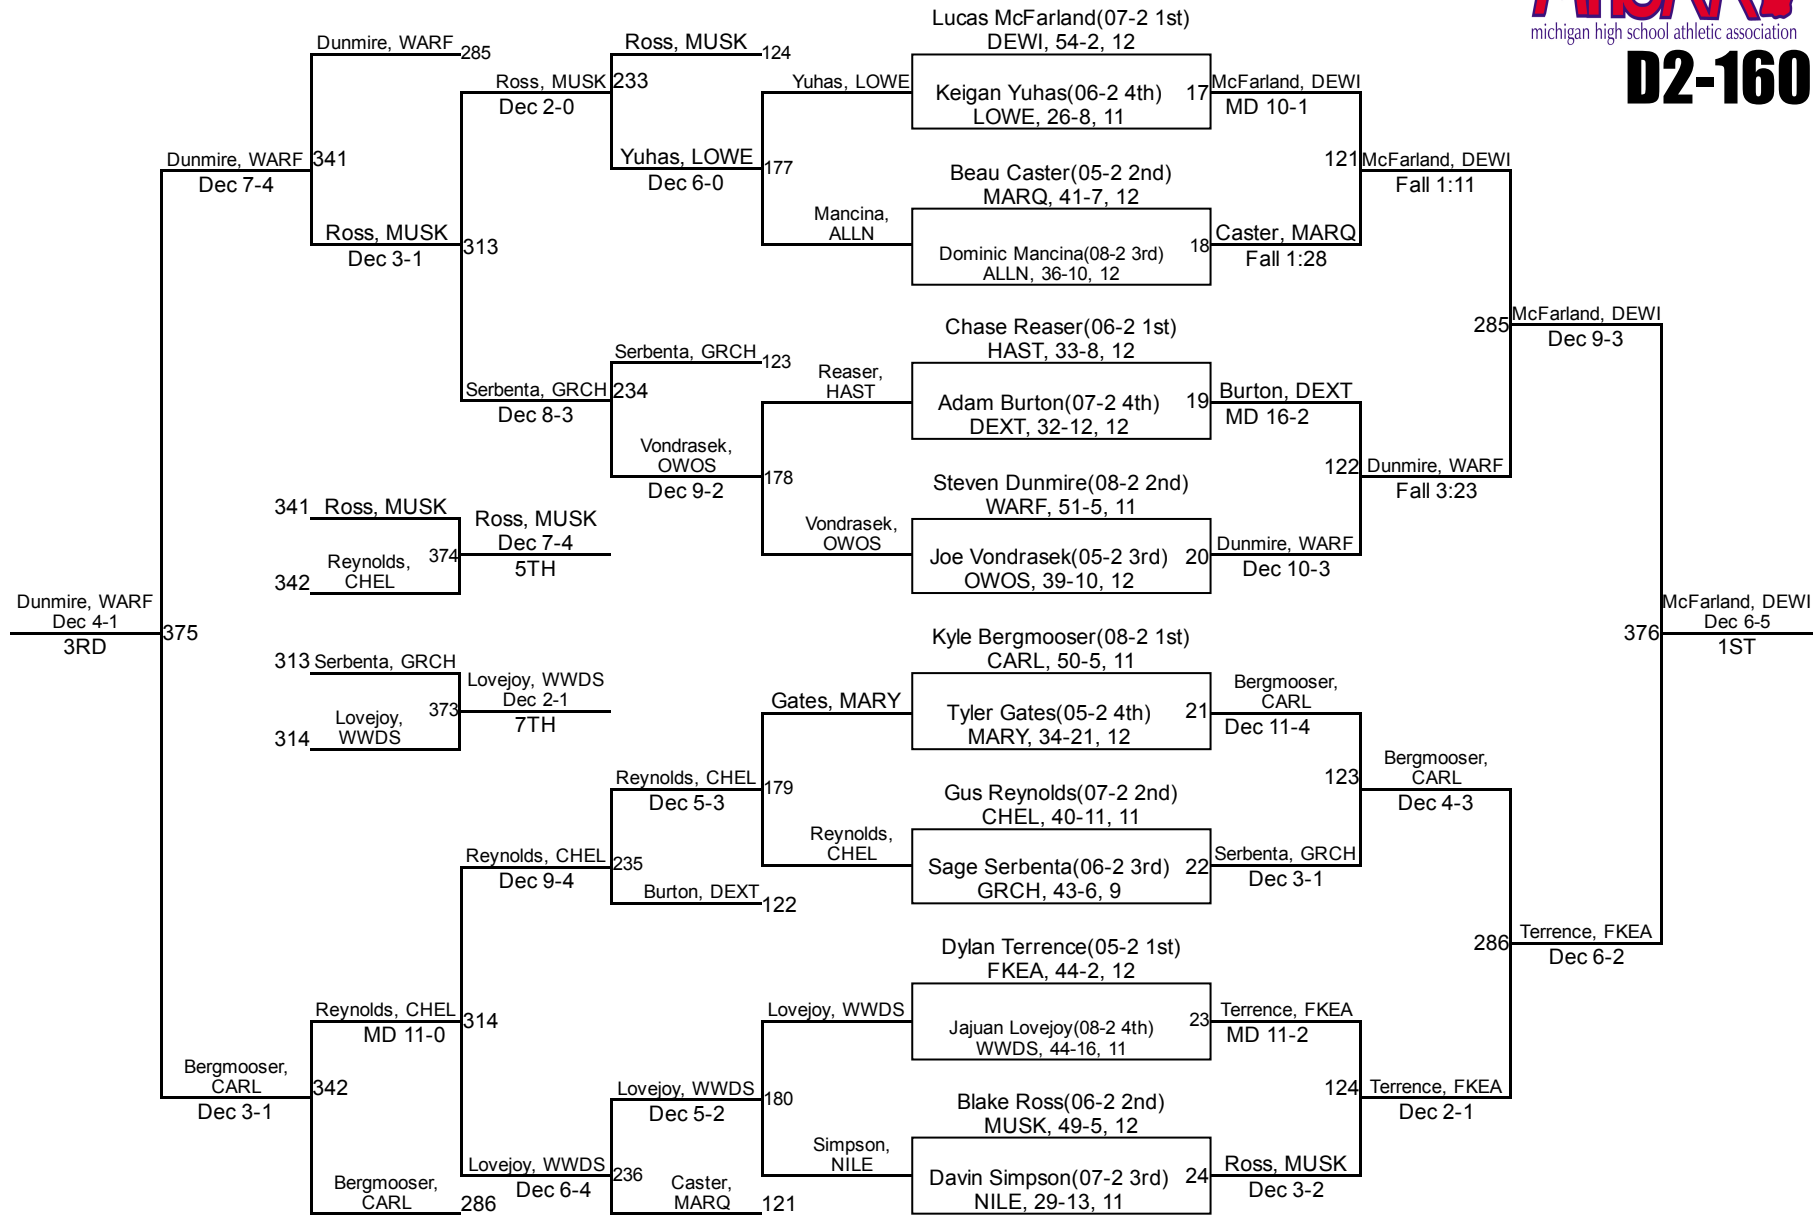 michigan high school athletic association
D2-160
Dunmire, WARF
285
Dunmire, WARF
341
Dec 7-4
Ross, MUSK
Dec 3-1
313
Ross, MUSK
Dec 2-0
233
Ross, MUSK
124
Yuhas, LOWE
Dec 6-0
177
Serbenta, GRCH
Dec 8-3
234
Serbenta, GRCH
123
Vondrasek,
OWOS
Dec 9-2
178
341
Ross, MUSK
Reynolds,
CHEL
342
374
Ross, MUSK
Dec 7-4
5TH
Dunmire, WARF
Dec 4-1
3RD
375
313
Serbenta, GRCH
Lovejoy,
WWDS
314
373
Lovejoy, WWDS
Dec 2-1
7TH
Reynolds, CHEL
Dec 5-3
179
Reynolds, CHEL
Dec 9-4
235
Burton, DEXT
122
Reynolds, CHEL
MD 11-0
314
Bergmooser,
CARL
Dec 3-1
342
Bergmooser,
CARL
286
Lovejoy, WWDS
Dec 6-4
236
Lovejoy, WWDS
Dec 5-2
180
Caster,
MARQ
121
Yuhas, LOWE
Mancina,
ALLN
Reaser,
HAST
Vondrasek,
OWOS
Gates, MARY
Reynolds,
CHEL
Lovejoy, WWDS
Simpson,
NILE
Lucas McFarland(07-2 1st)
DEWI, 54-2, 12
Keigan Yuhas(06-2 4th)
LOWE, 26-8, 11
17
McFarland, DEWI
MD 10-1
Beau Caster(05-2 2nd)
MARQ, 41-7, 12
Dominic Mancina(08-2 3rd)
ALLN, 36-10, 12
18
Caster, MARQ
Fall 1:28
Chase Reaser(06-2 1st)
HAST, 33-8, 12
Adam Burton(07-2 4th)
DEXT, 32-12, 12
19
Burton, DEXT
MD 16-2
Steven Dunmire(08-2 2nd)
WARF, 51-5, 11
Joe Vondrasek(05-2 3rd)
OWOS, 39-10, 12
20
Dunmire, WARF
Dec 10-3
Kyle Bergmooser(08-2 1st)
CARL, 50-5, 11
Tyler Gates(05-2 4th)
MARY, 34-21, 12
21
Bergmooser,
CARL
Dec 11-4
Gus Reynolds(07-2 2nd)
CHEL, 40-11, 11
Sage Serbenta(06-2 3rd)
GRCH, 43-6, 9
22
Serbenta, GRCH
Dec 3-1
Dylan Terrence(05-2 1st)
FKEA, 44-2, 12
Jajuan Lovejoy(08-2 4th)
WWDS, 44-16, 11
23
Terrence, FKEA
MD 11-2
Blake Ross(06-2 2nd)
MUSK, 49-5, 12
Davin Simpson(07-2 3rd)
NILE, 29-13, 11
24
Ross, MUSK
Dec 3-2
121
McFarland, DEWI
Fall 1:11
122
Dunmire, WARF
Fall 3:23
123
Bergmooser,
CARL
Dec 4-3
124
Terrence, FKEA
Dec 2-1
285
McFarland, DEWI
Dec 9-3
286
Terrence, FKEA
Dec 6-2
376
McFarland, DEWI
Dec 6-5
1ST